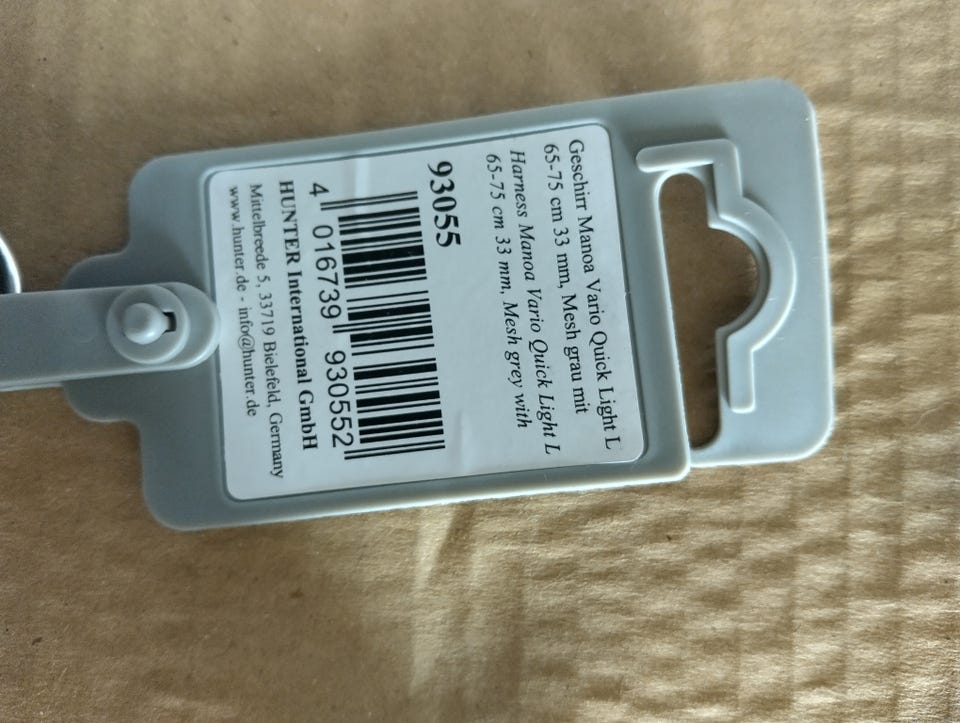 Geschirr Manoa Vario Quick Light L
65-75 cm 33 mm, Mesh grau mit
Harness Manoa Vario Quick Light L
65-75 cm 33 mm, Mesh grey with
93055
4 016739 930552
HUNTER International GmbH
Mittelbreede 5, 33719 Bielefeld, Germany
www.hunter.de - info@hunter.de